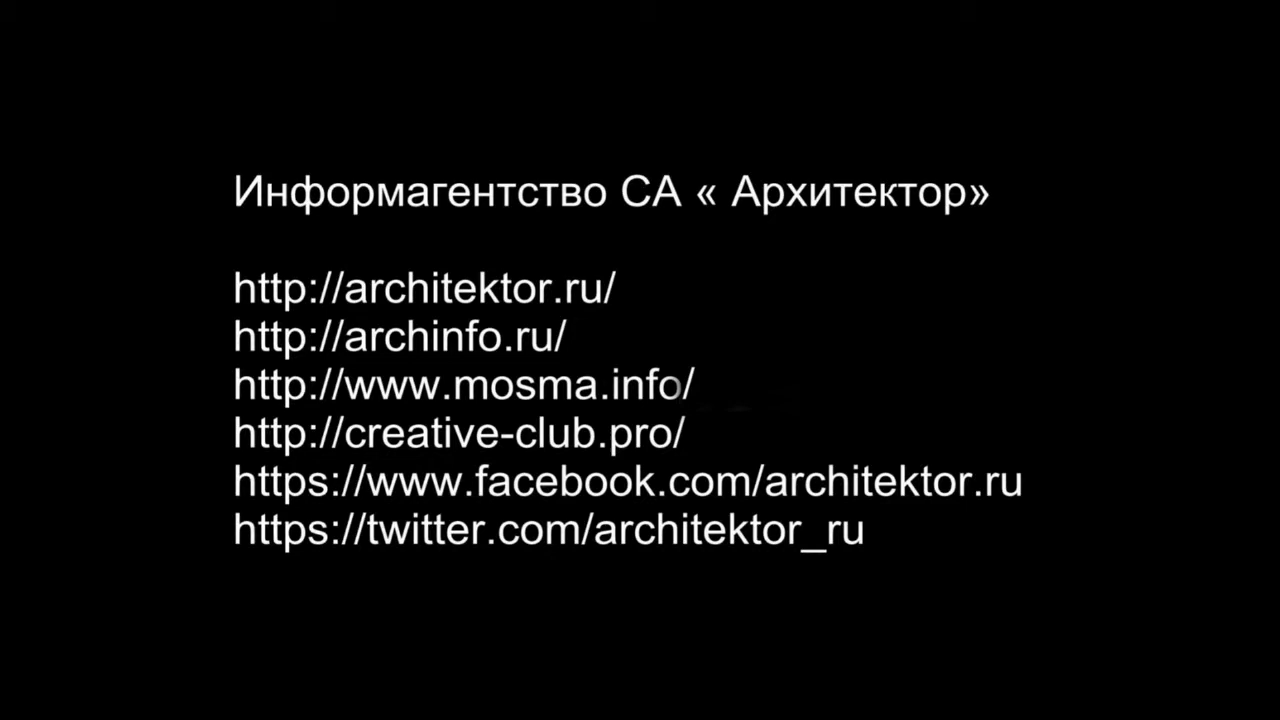 Информагентство СА « Архитектор»
http://architektor.ru/
http://archinfo.ru/
http://www.mosma.info/
http://creative-club.pro/
https://www.facebook.com/architektor.ru
https://twitter.com/architektor_ru